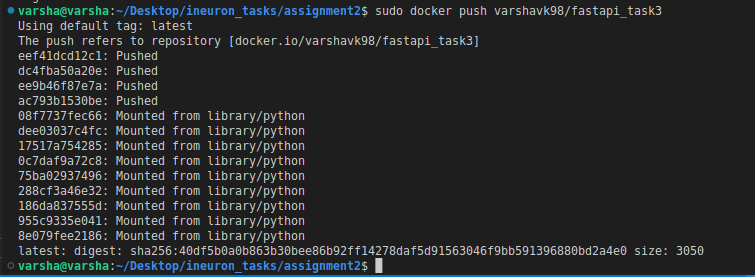 varsha@varsha:~/Desktop/ineuron_tasks/assignment2$ sudo docker push varshavk98/fastapi_task3
Using default tag: latest
The push refers to repository [docker.io/varshavk98/fastapi_task3]
eef41dcd12c1: Pushed
dc4fba50a20e: Pushed
ee9b46f87e7a: Pushed
ac793b1530be: Pushed
08f7737fec66: Mounted from library/python
dee03037c4fc: Mounted from library/python
17517a754285: Mounted from library/python
0c7daf9a72c8: Mounted from library/python
75ba02937496: Mounted from library/python
288cf3a46e32: Mounted from library/python
186da837555d: Mounted from library/python
955c9335e041: Mounted from library/python
8e079fee2186: Mounted from library/python
latest: digest: sha256:40df5b0a0b863b30bee86b92ff14278daf5d91563046f9bb591396880bd2a4e0 size: 3050
varsha@varsha:~/Desktop/ineuron_tasks/assignment2$